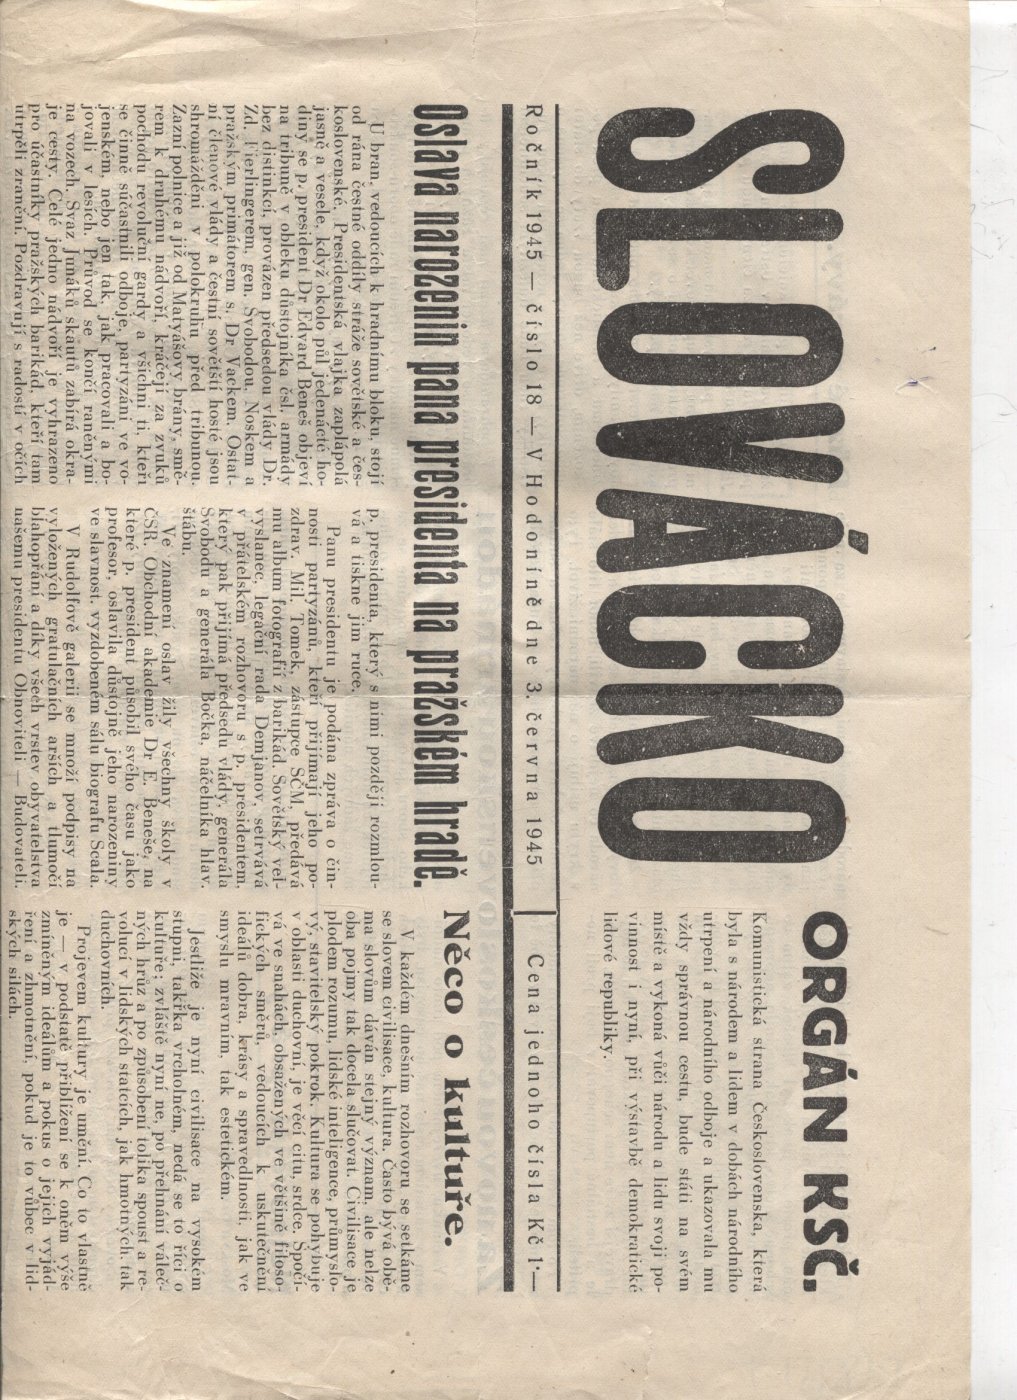 SLOVÁCKO
ORGÁN KSČ.
Komunistická strana Československa, která
byla s národem a lidem v dobách národního
utrpení a národního odboje a ukazovala mu
vždy správnou cestu, bude státi na svém
místě a vykoná vůči národu a lidu svoji po-
vinnost i nyní, při výstavbě demokratické
lidové republiky.
Ročník 1945 — číslo 18 — V Hodoníně dne 3. června 1945
Cena jednoho čísla Kč 1·—
Oslava narozenin pana presidenta na pražském hradě.
U bran, vedoucích k hradnímu bloku, stojí
od rána čestné oddíly stráže sovětské a čes-
koslovenské. Presidentská vlajka zaplápolá
jasně a vesele, když okolo půl jedenácté ho-
diny se p. president Dr Edvard Beneš objeví
na tribuně v obleku důstojníka čsl. armády
bez distinkcí, provázen předsedou vlády Dr.
Zd. Fierlingerem, gen. Svobodou, Noskem a
pražským primátorem s. Dr Vackem. Ostat-
ní členové vlády a čestní sovětští hosté jsou
shromážděni v polokruhu před tribunou.
Zazní polnice a již od Matyášovy brány, smě-
rem k druhému nádvoří, kráčejí za zvuků
pochodu revoluční gardy a všichni ti, kteří
se činně súčastnili odboje, partyzáni, ve vo-
jenském, nebo jen tak, jak pracovali a bo-
jovali v lesích. Průvod se končí raněnými
na vozech. Svaz Junáků skautů zabírá okra-
je cesty. Celé jedno nádvoří je vyhrazeno
pro účastníky pražských barikád, kteří tam
utrpěli zranění. Pozdravují s radostí v očích
p. presidenta, který s nimi později rozmlou-
vá a tiskne jim ruce.
Panu presidentu je podána zpráva o čin-
nosti partyzánů, kteří přijímají jeho po-
zdrav. Mil. Tomek, zástupce SČM, předává
mu album fotografií z barikád. Sovětský vel-
vyslanec, legační rada Demjanov, setrvává
v přátelském rozhovoru s p. presidentem,
který pak přijímá předsedu vlády, generála
Svobodu a generála Bočka, náčelníka hlav.
štábu.
Ve znamení oslav žily všechny školy v
ČSR. Obchodní akademie Dr E. Beneše, na
které p. president působil svého času jako
profesor, oslavila důstojně jeho narozeniny
ve slavnost. vyzdobeném sálu biografu Scala.
V Rudolfově galerii se množí podpisy na
vyložených gratulačních arších a tlumočí
blahopřání a díky všech vrstev obyvatelstva
našemu presidentu Obnoviteli — Budovateli.
Něco o kultuře.
V každém dnešním rozhovoru se setkáme
se slovem civilisace, kultura. Často bývá obě-
ma slovům dáván stejný význam, ale nelze
oba pojmy tak docela slučovat. Civilisace je
plodem rozumu, lidské inteligence, průmyslo-
vý, stavitelský pokrok. Kultura se pohybuje
v oblasti duchovní, je věcí citu, srdce. Spočí-
vá ve snahách, obsažených ve většině filoso-
fických směrů, vedoucích k uskutečnění
ideálů dobra, krásy a spravedlnosti, jak ve
smyslu mravním, tak estetickém.
Jestliže je nyní civilisace na vysokém
stupni, takřka vrcholném, nedá se to říci o
kultuře; zvláště nyní ne, po přehnání váleč-
ných hrůz a po způsobení tolika spoust a re-
volucí v lidských statcích, jak hmotných, tak
duchovních.
Projevem kultury je umění. Co to vlastně
je — v podstatě přiblížení se k oněm výše
zmíněným ideálům a pokus o jejich vyjád-
ření a zhmotnění, pokud je to vůbec v lid-
ských silách.